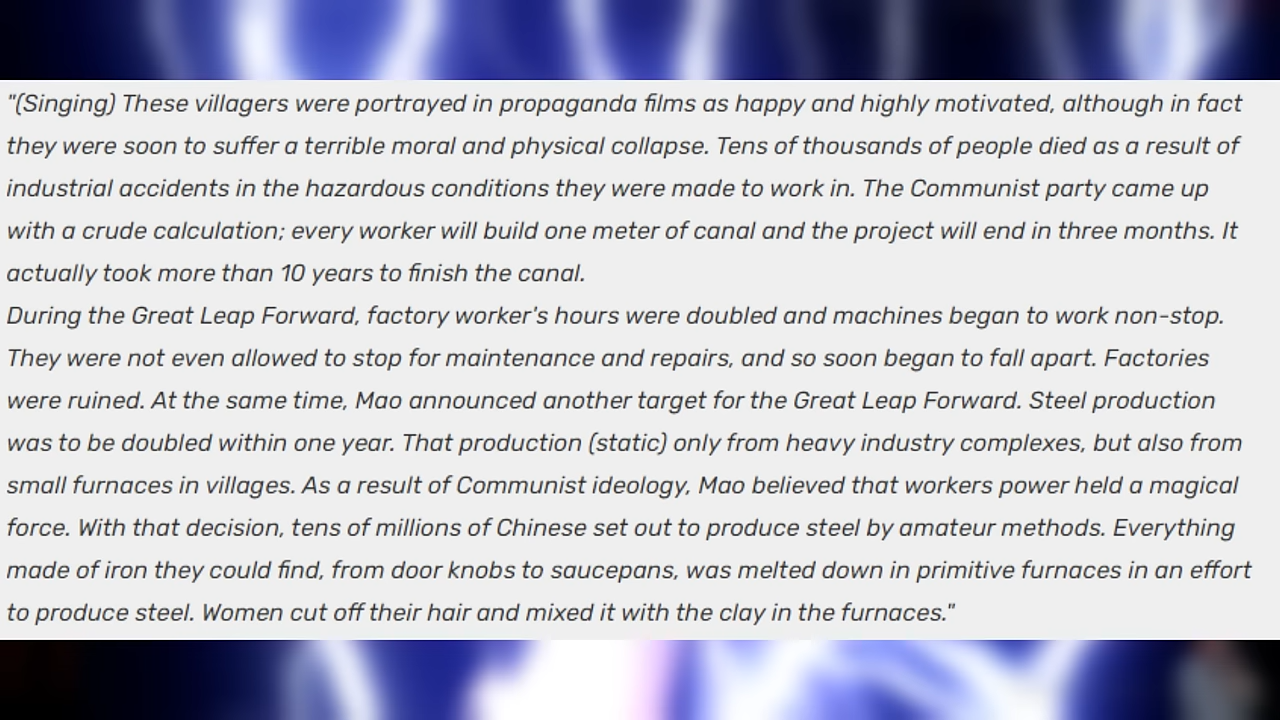 "(Singing) These villagers were portrayed in propaganda films as happy and highly motivated, although in fact
they were soon to suffer a terrible moral and physical collapse. Tens of thousands of people died as a result of
industrial accidents in the hazardous conditions they were made to work in. The Communist party came up
with a crude calculation; every worker will build one meter of canal and the project will end in three months. It
actually took more than 10 years to finish the canal.
During the Great Leap Forward, factory worker's hours were doubled and machines began to work non-stop.
They were not even allowed to stop for maintenance and repairs, and so soon began to fall apart. Factories
were ruined. At the same time, Mao announced another target for the Great Leap Forward. Steel production
was to be doubled within one year. That production (static) only from heavy industry complexes, but also from
small furnaces in villages. As a result of Communist ideology, Mao believed that workers power held a magical
force. With that decision, tens of millions of Chinese set out to produce steel by amateur methods. Everything
made of iron they could find, from door knobs to saucepans, was melted down in primitive furnaces in an effort
to produce steel. Women cut off their hair and mixed it with the clay in the furnaces."